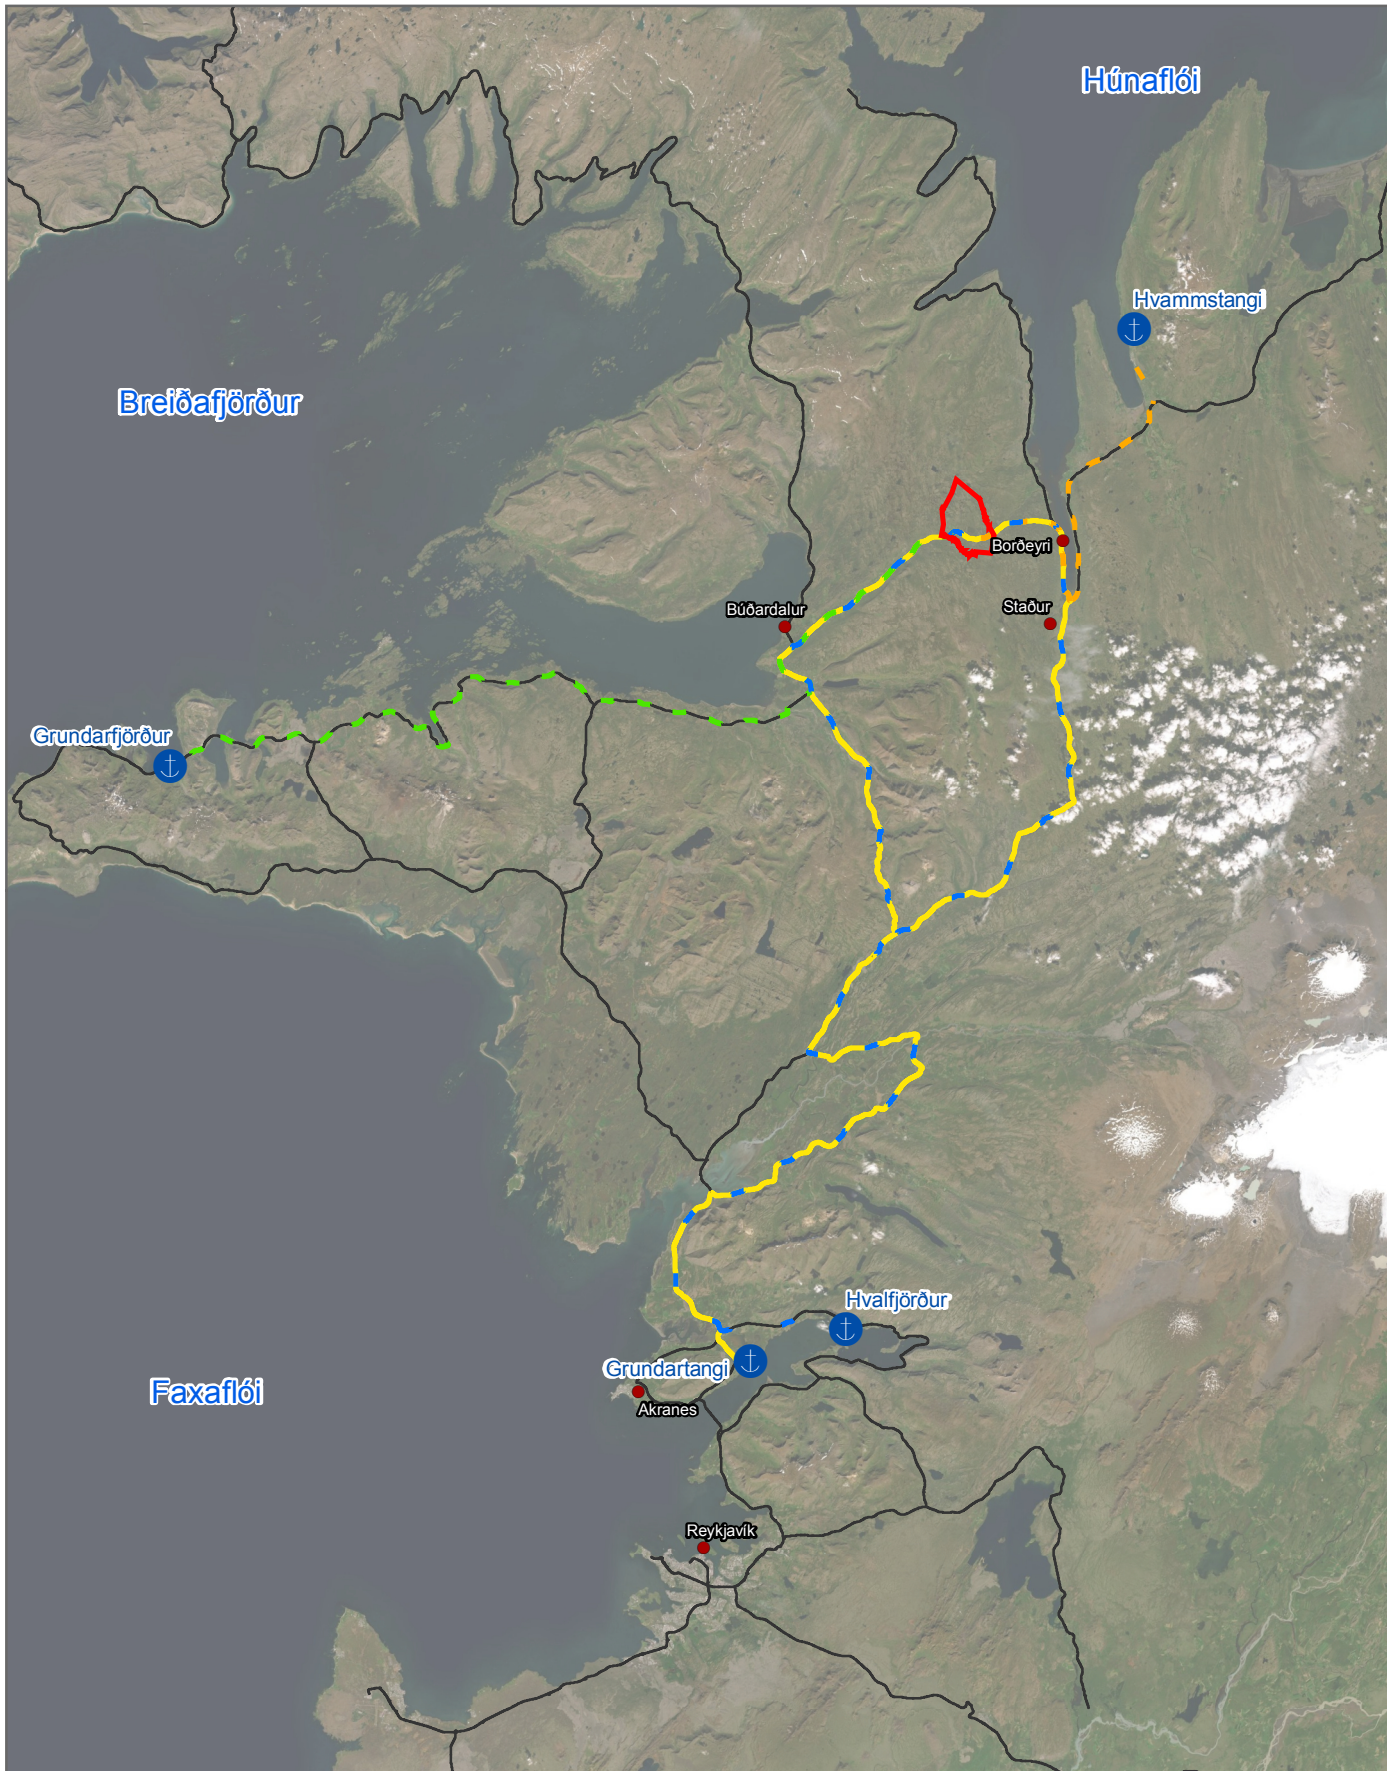 Húnaflói
Hvammstangi
Breiðafjörður
Borðeyri
Búðardalur
Staður
Grundarfjörður
Hvalfjörður
Grundartangi
Faxaflói
Akranes
Reykjavík